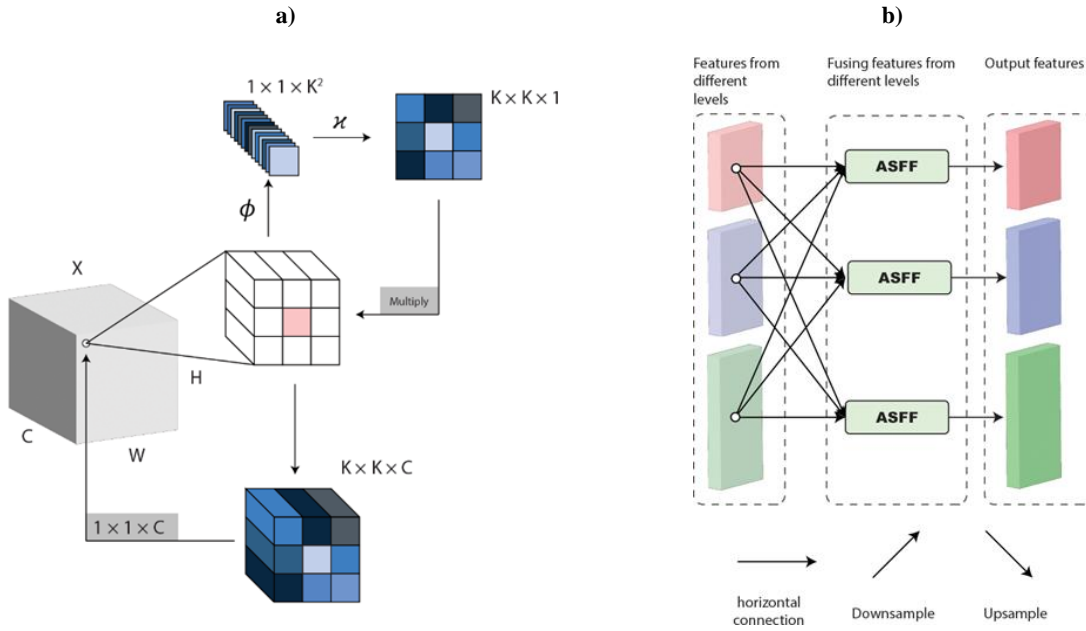 a)
1 × 1 × K²
ϰ
K × K × 1
ϕ
X
Multiply
H
C
W
K × K × C
1 × 1 × C
b)
Features from
different
levels
Fusing features from
different levels
Output features
ASFF
ASFF
ASFF
horizontal
connection
Downsample
Upsample